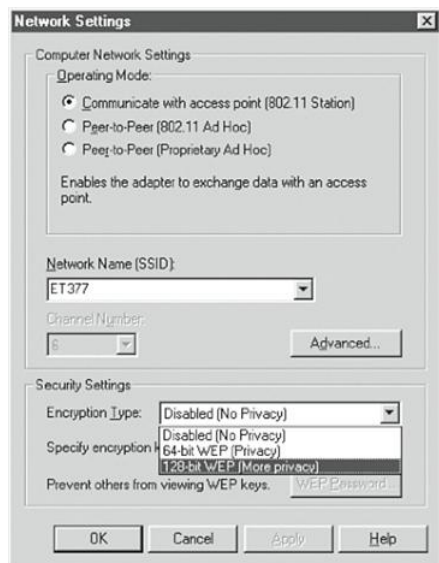 Network Settings
Computer Network Settings
Operating Mode:
Communicate with access point (802.11 Station)
Peer-to-Peer (802.11 Ad Hoc)
Peer-to-Peer (Proprietary Ad Hoc)
Enables the adapter to exchange data with an access
point.
Network Name (SSID):
ET377
Channel Number:
6
Advanced...
Security Settings
Encryption Type:
Disabled (No Privacy)
Disabled (No Privacy)
64-bit WEP (Privacy)
128-bit WEP (More privacy)
Specify encryption
Prevent others from viewing WEP keys.
WEP Password...
OK
Cancel
Apply
Help